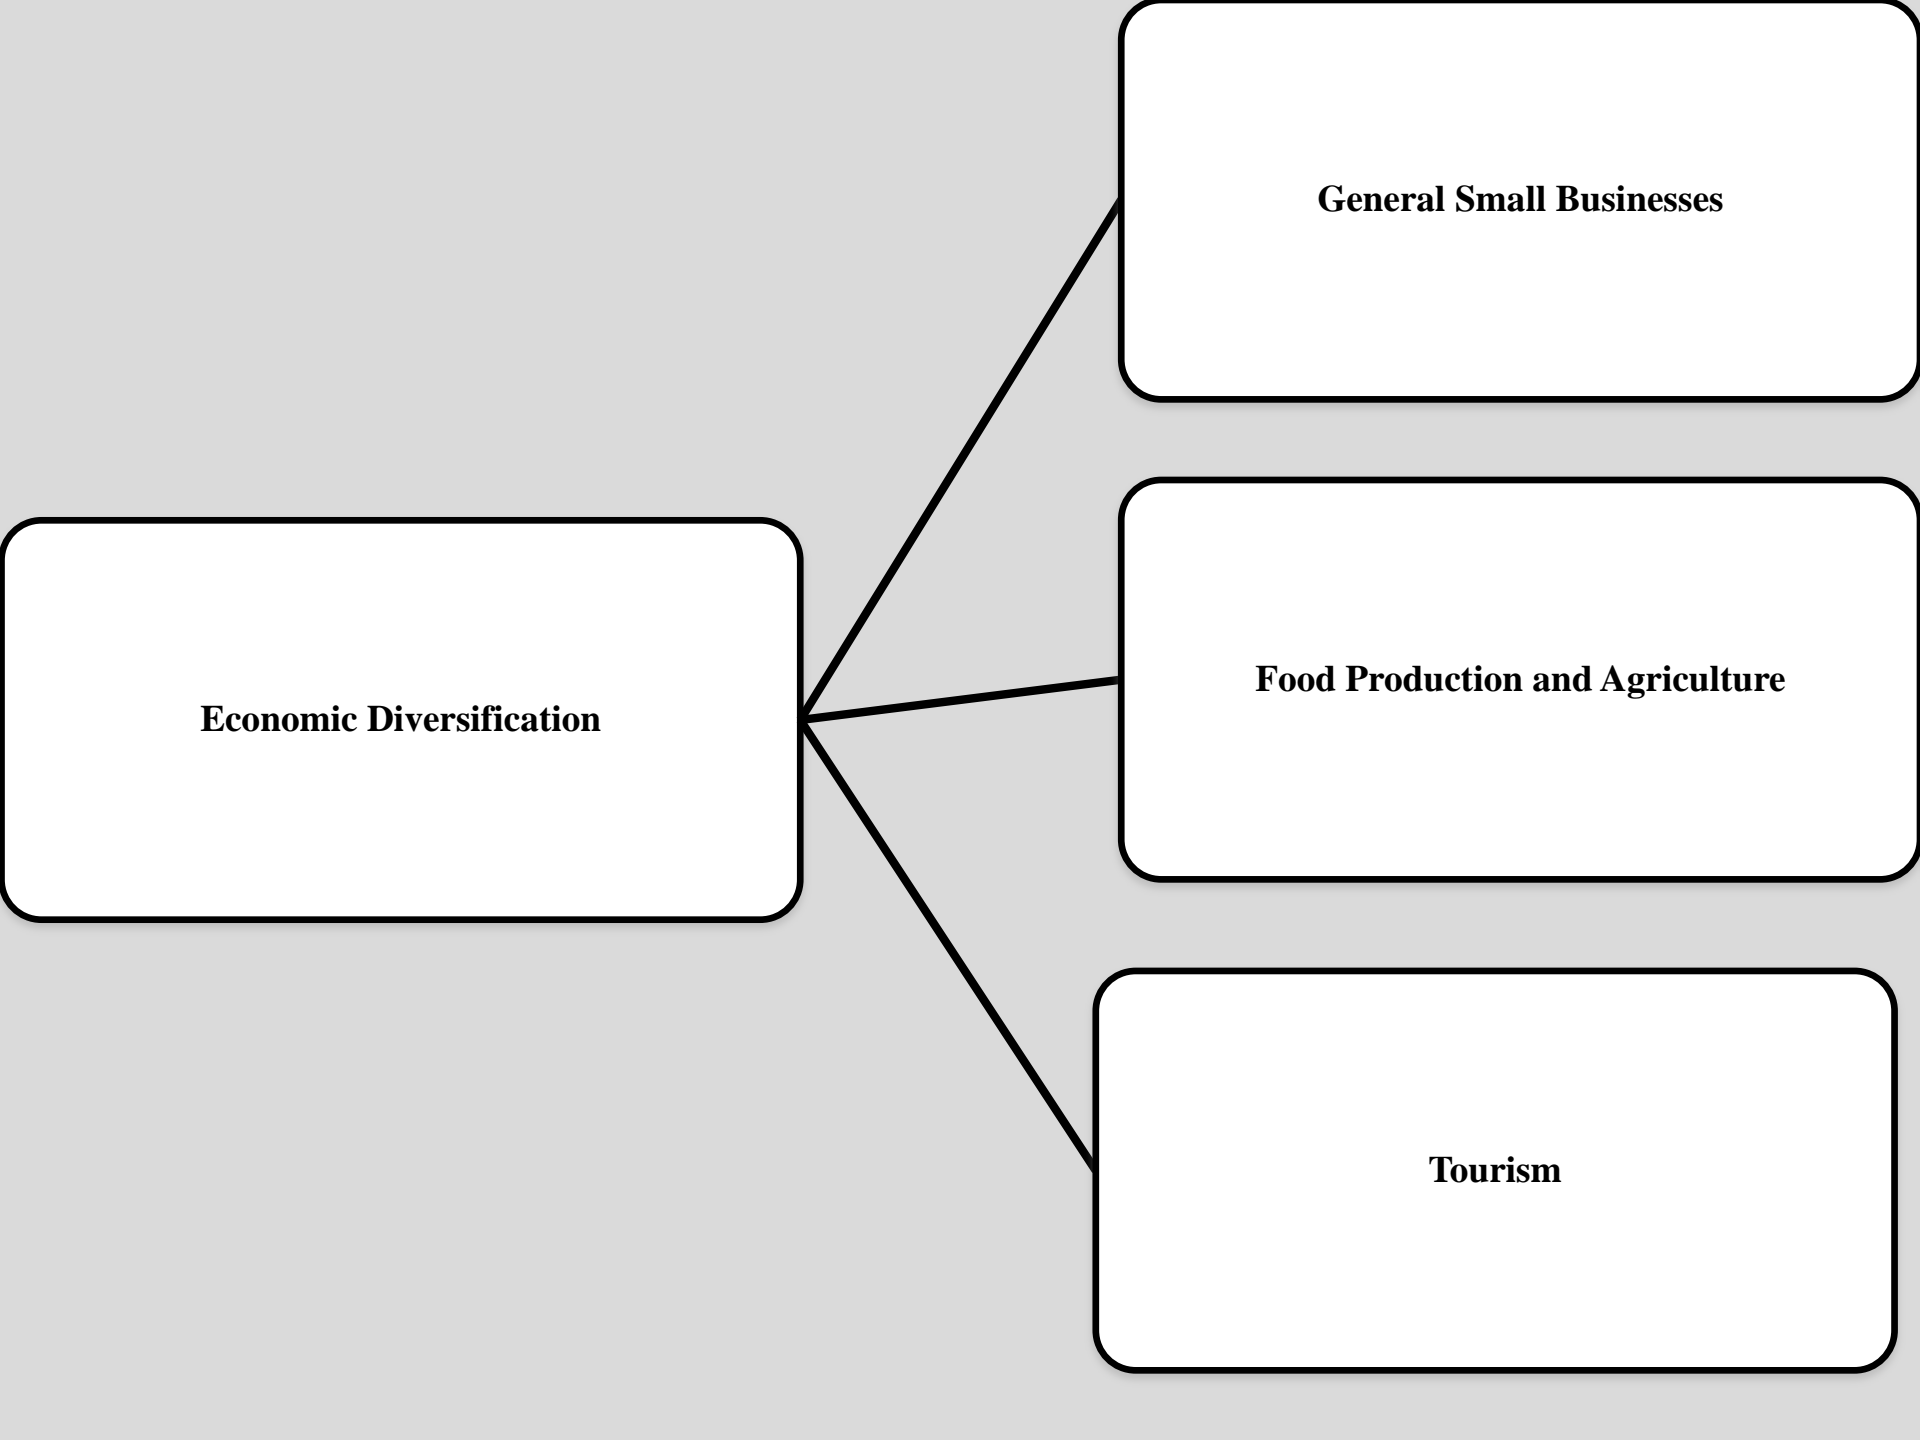 General Small Businesses
Food Production and Agriculture
Economic Diversification
Tourism